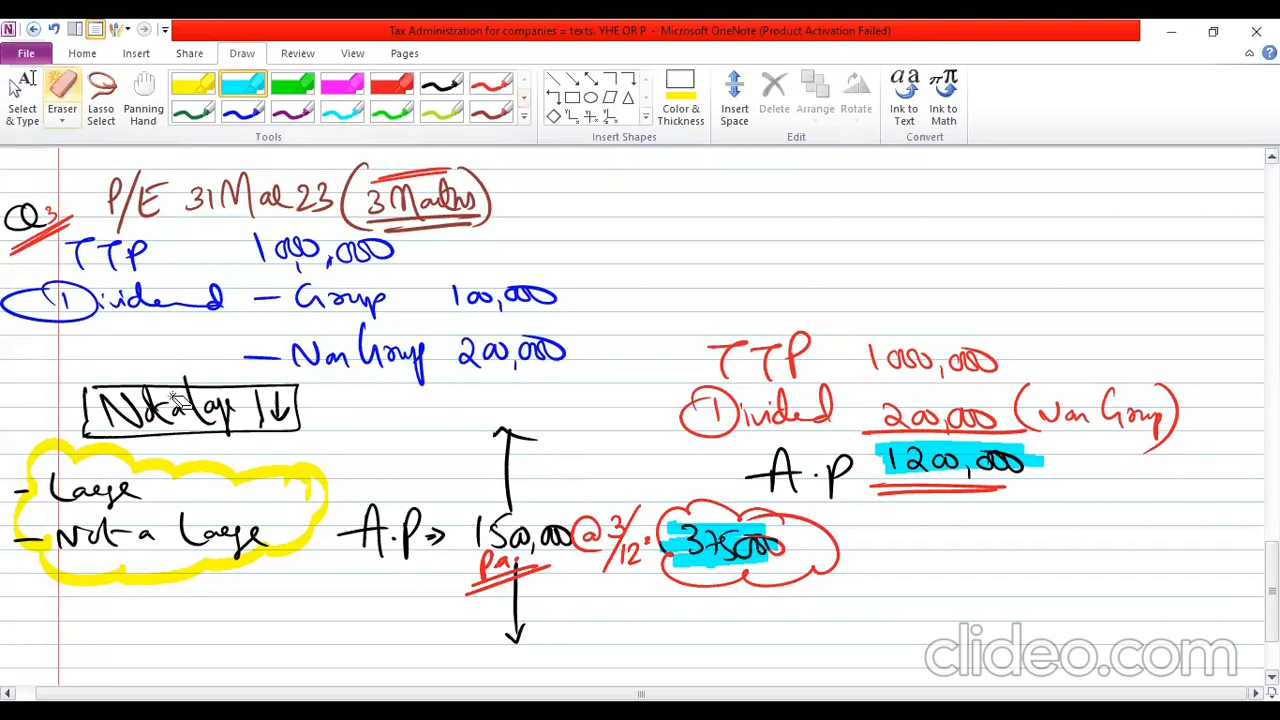 Tax Administration for companies = texts. YHE OR P - Microsoft OneNote (Product Activation Failed)
File Home Insert Share Draw Review View Pages
Select & Type
Eraser
Lasso Select
Panning Hand
Color & Thickness
Insert Space
Delete
Arrange
Rotate
Ink to Text
Ink to Math
Tools
Insert Shapes
Edit
Convert
P/E 31 Mar 23 (3 Months)
Q3
TTP 1000,000
① Dividend - Group 100,000
- Non Group 200,000
Not a Large ↓
- Large
- Not a Large
A.P ⇒ 1500,000 @ 3/12 = 375000
pa
TTP 1000,000
① Dividend 200,000 (Non Group)
A.P 1200,000
clideo.com